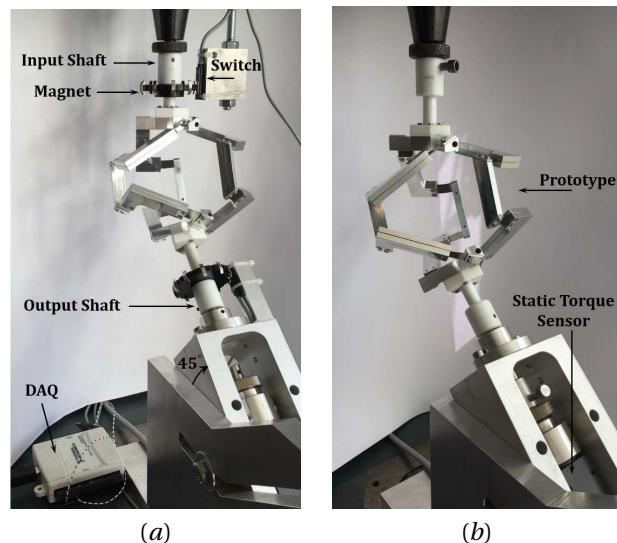 Input Shaft
Switch
Magnet
Output Shaft
45°
DAQ
(a)
Prototype
Static Torque
Sensor
(b)